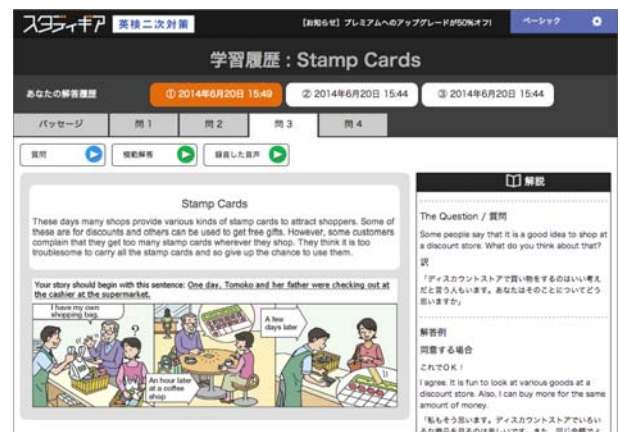 スタディギア 英検二次対策
【お知らせ】プレミアムへのアップグレードが50%オフ!
ベーシック
学習履歴 : Stamp Cards
あなたの解答履歴
① 2014年6月20日 15:49
② 2014年6月20日 15:44
③ 2014年6月20日 15:44
パッセージ
問 1
問 2
問 3
問 4
質問
模範解答
録音した音声
Stamp Cards
These days many shops provide various kinds of stamp cards to attract shoppers. Some of
these are for discounts and others can be used to get free gifts. However, some customers
complain that they get too many stamp cards wherever they shop. They think it is too
troublesome to carry all the stamp cards and so give up the chance to use them.
Your story should begin with this sentence: One day, Tomoko and her father were checking out at
the cashier at the supermarket.
I have my own
shopping bag.
?
An hour later
at a coffee
shop
A few
days later
解説
The Question / 質問
Some people say that it is a good idea to shop at
a discount store. What do you think about that?
訳
「ディスカウントストアで買い物をするのはいい考え
だと言う人もいます。あなたはそのことについてどう
思いますか」
解答例
同意する場合
これでOK!
I agree. It is fun to look at various goods at a
discount store. Also, I can buy more for the same
amount of money.
「私もそう思います。ディスカウントストアでいろい